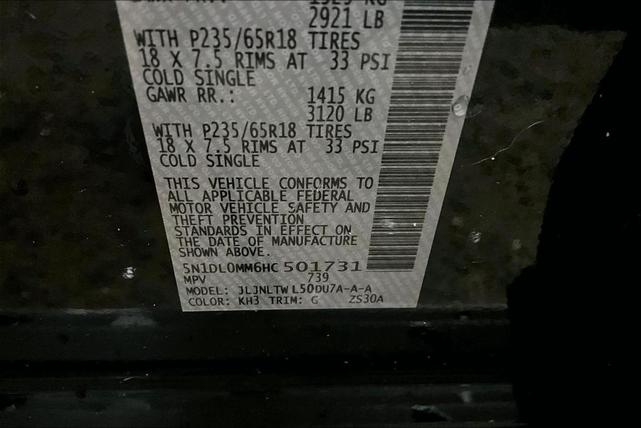 2921 LB
WITH P235/65R18 TIRES
18 X 7.5 RIMS AT 33 PSI
COLD SINGLE
GAWR RR.: 1415 KG
3120 LB
WITH P235/65R18 TIRES
18 X 7.5 RIMS AT 33 PSI
COLD SINGLE
THIS VEHICLE CONFORMS TO
ALL APPLICABLE FEDERAL
MOTOR VEHICLE SAFETY AND
THEFT PREVENTION
STANDARDS IN EFFECT ON
THE DATE OF MANUFACTURE
SHOWN ABOVE.
5N1DL0MM6HC501731
MPV 739
MODEL: JLJNLTW L50DU7A-A-A
COLOR: KH3 TRIM: G ZS30A